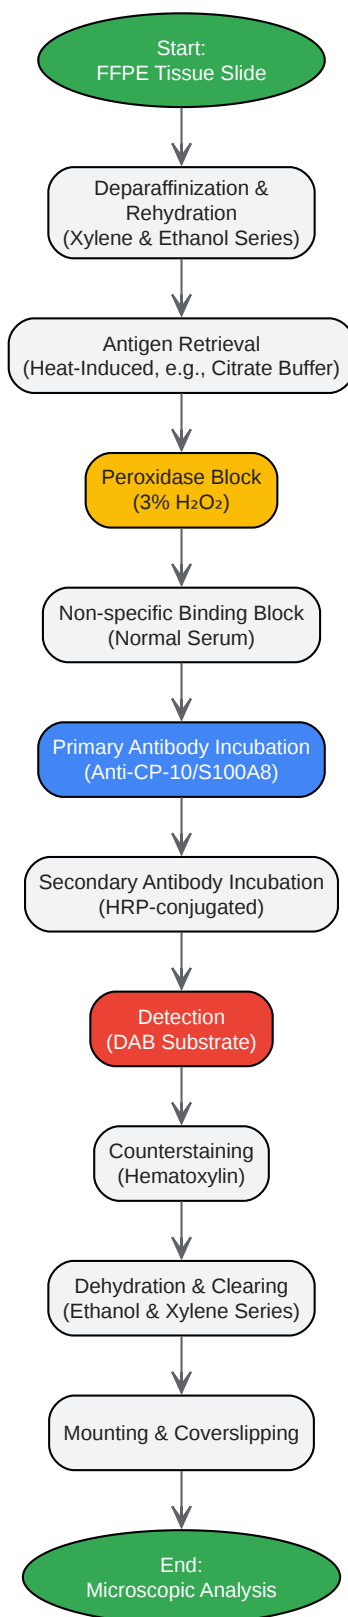 Start:
FFPE Tissue Slide
Deparaffinization &
Rehydration
(Xylene & Ethanol Series)
Antigen Retrieval
(Heat-Induced, e.g., Citrate Buffer)
Peroxidase Block
(3% H₂O₂)
Non-specific Binding Block
(Normal Serum)
Primary Antibody Incubation
(Anti-CP-10/S100A8)
Secondary Antibody Incubation
(HRP-conjugated)
Detection
(DAB Substrate)
Counterstaining
(Hematoxylin)
Dehydration & Clearing
(Ethanol & Xylene Series)
Mounting & Coverslipping
End:
Microscopic Analysis